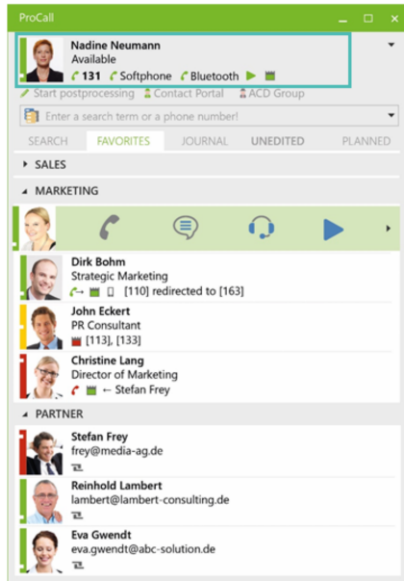 ProCall
Nadine Neumann
Available
131 Softphone Bluetooth
Start postprocessing Contact Portal ACD Group
Enter a search term or a phone number!
SEARCH FAVORITES JOURNAL UNEDITED PLANNED
SALES
MARKETING
Dirk Bohm
Strategic Marketing
[110] redirected to [163]
John Eckert
PR Consultant
[113], [133]
Christine Lang
Director of Marketing
← Stefan Frey
PARTNER
Stefan Frey
frey@media-ag.de
Reinhold Lambert
lambert@lambert-consulting.de
Eva Gwendt
eva.gwendt@abc-solution.de